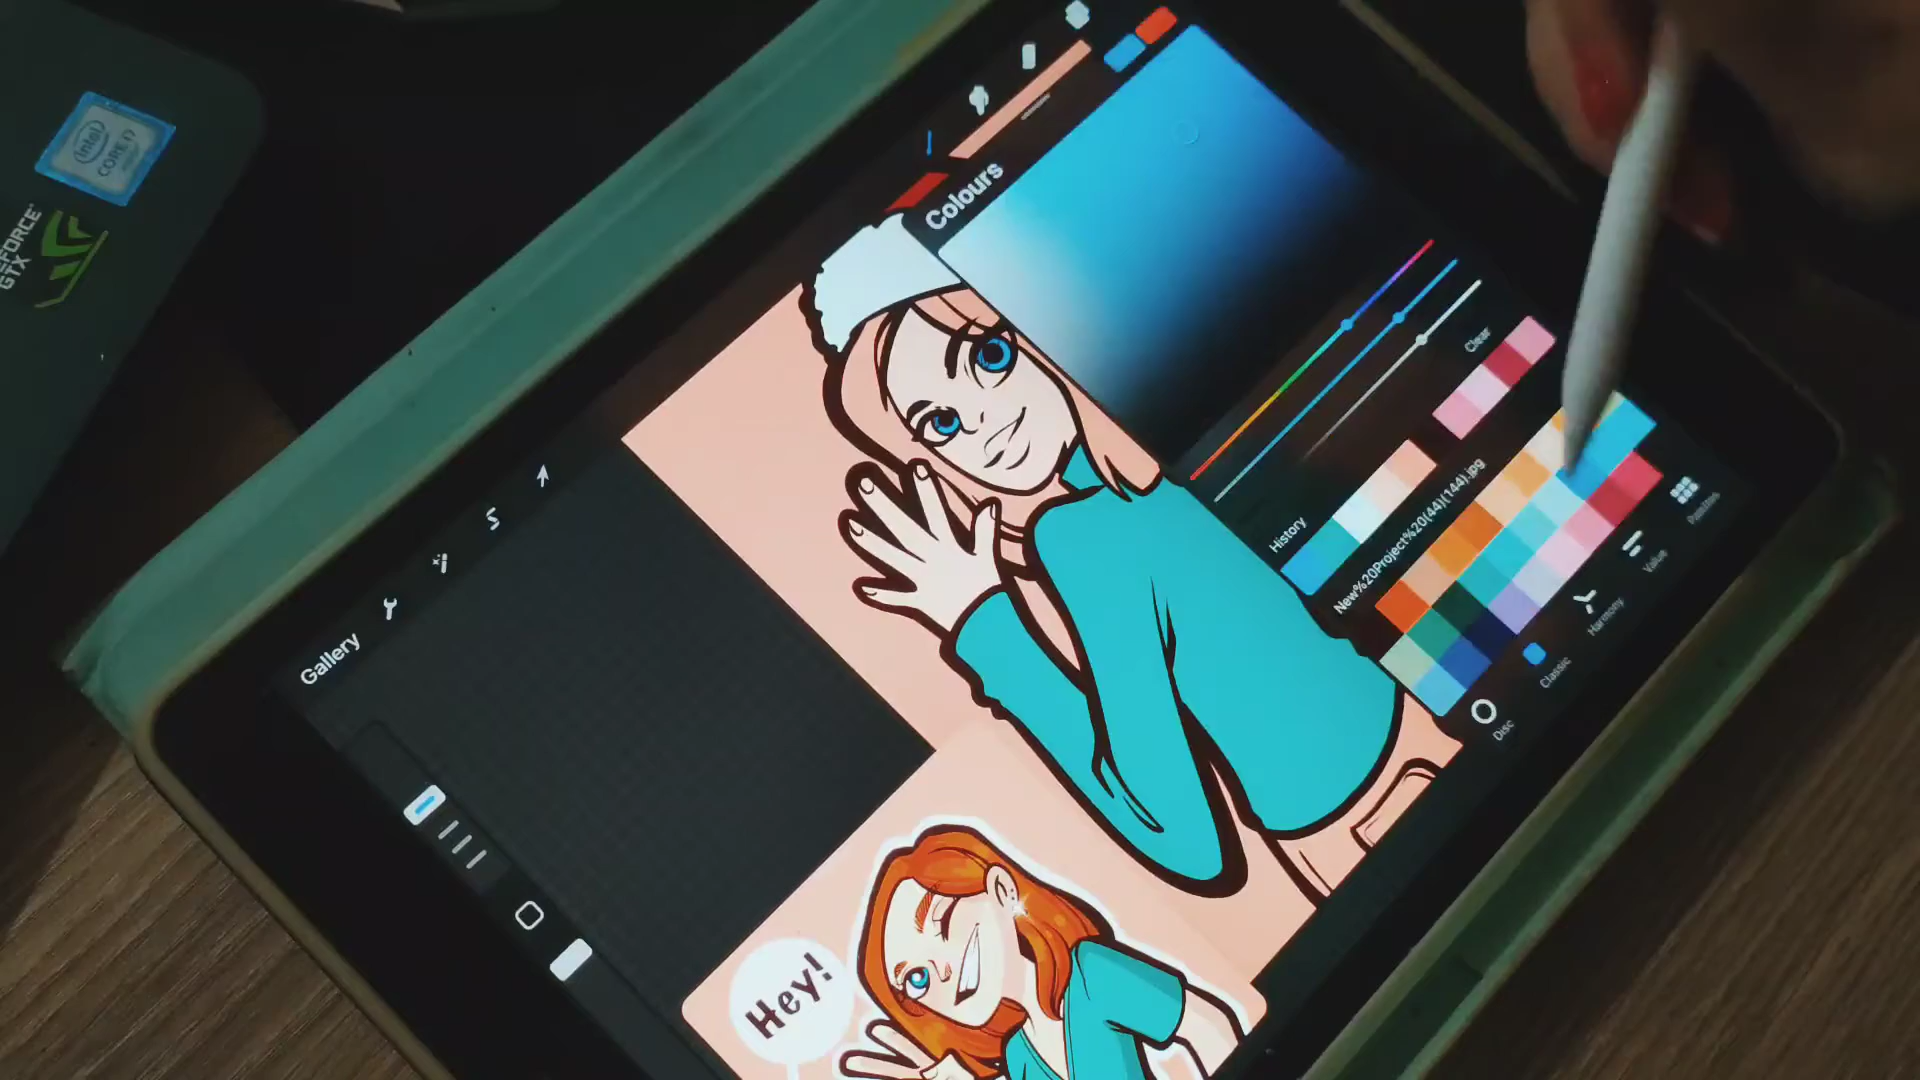 intel
CORE i7
GEFORCE
GTX
Gallery
Colours
Clear
History
New%20Project%20(44)(144).jpg
Palettes
Value
Harmony
Classic
Disc
Hey!